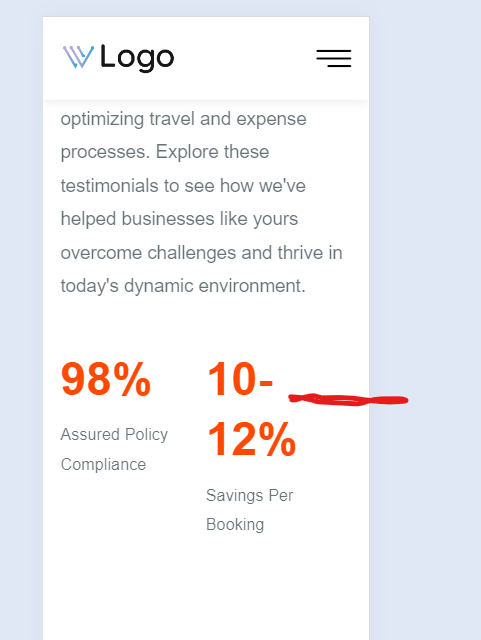 Logo
optimizing travel and expense
processes. Explore these
testimonials to see how we've
helped businesses like yours
overcome challenges and thrive in
today's dynamic environment.
98%
Assured Policy
Compliance
10-
12%
Savings Per
Booking